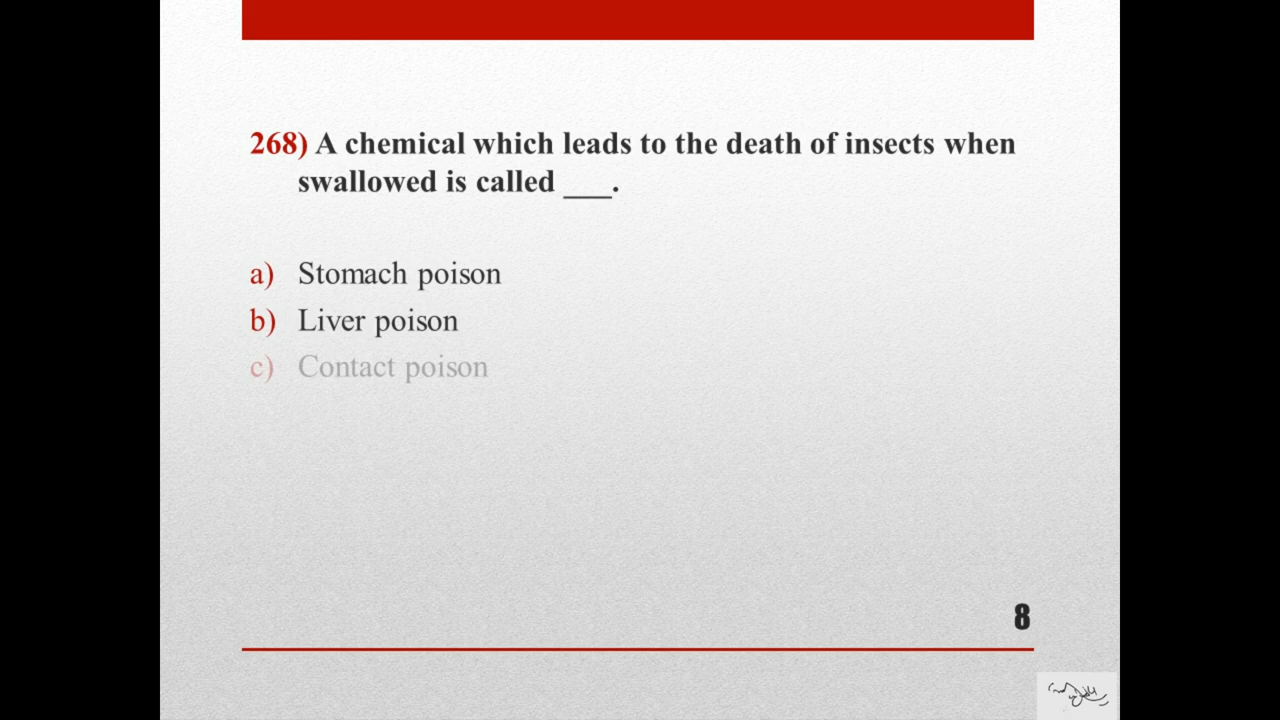 268) A chemical which leads to the death of insects when
swallowed is called ___.
a) Stomach poison
b) Liver poison
c) Contact poison
8